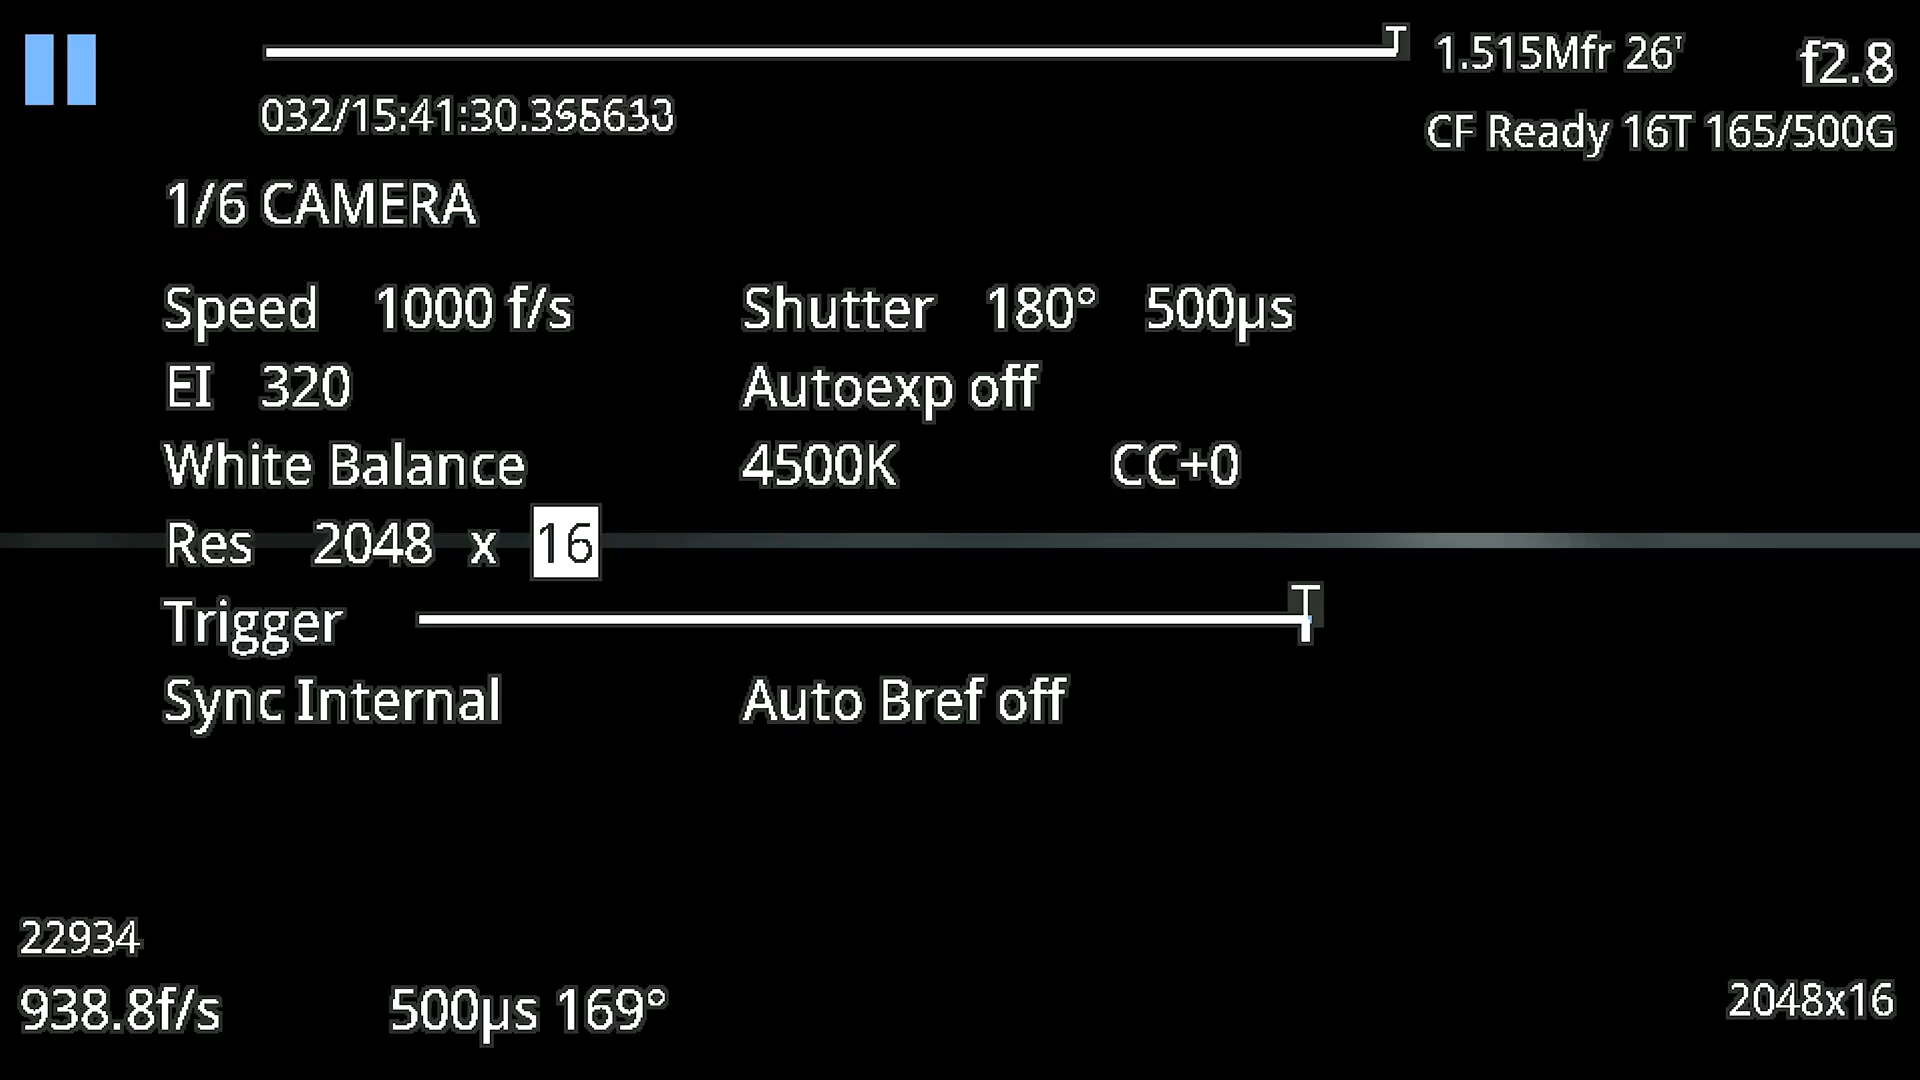 T 1.515Mfr 26' f2.8
CF Ready 16T 165/500G
1/6 CAMERA
Speed 1000 f/s Shutter 180° 500µs
EI 320 Autoexp off
White Balance 4500K CC+0
Res 2048 x 16
Trigger T
Sync Internal Auto Bref off
22934
938.8f/s 500µs 169° 2048x16